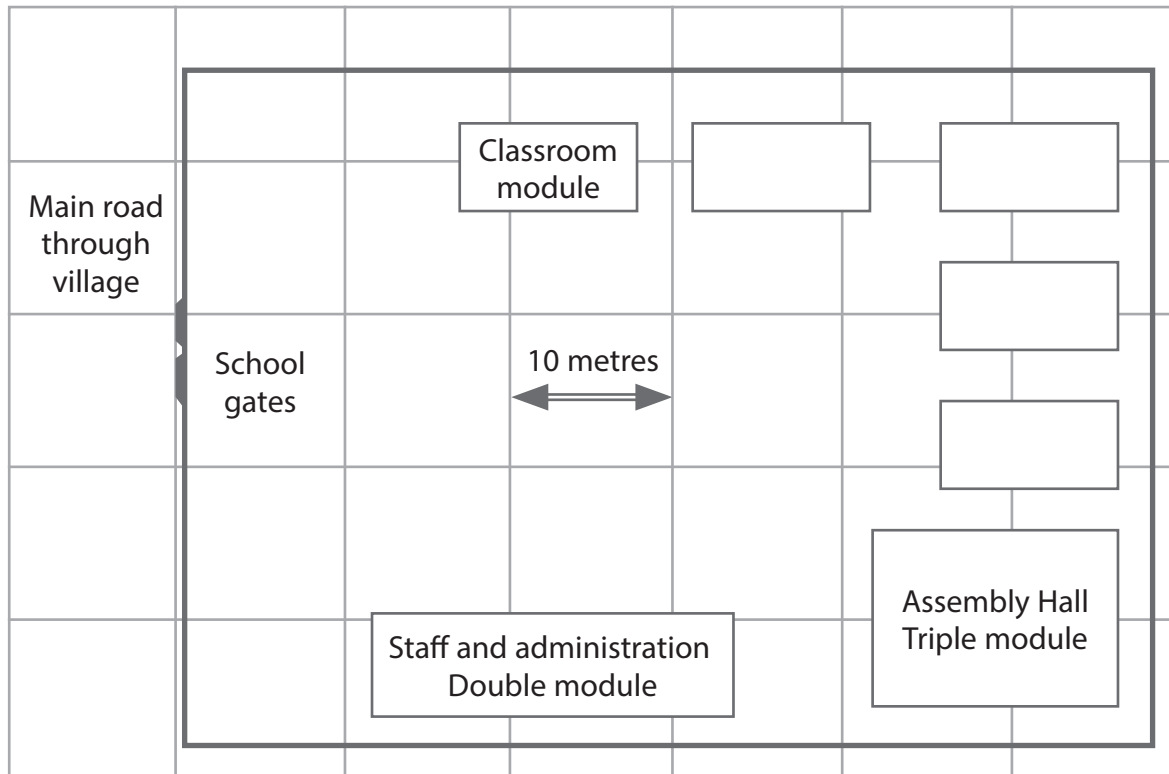 Classroom
module
Main road
through
village
School
gates
10 metres
Assembly Hall
Triple module
Staff and administration
Double module